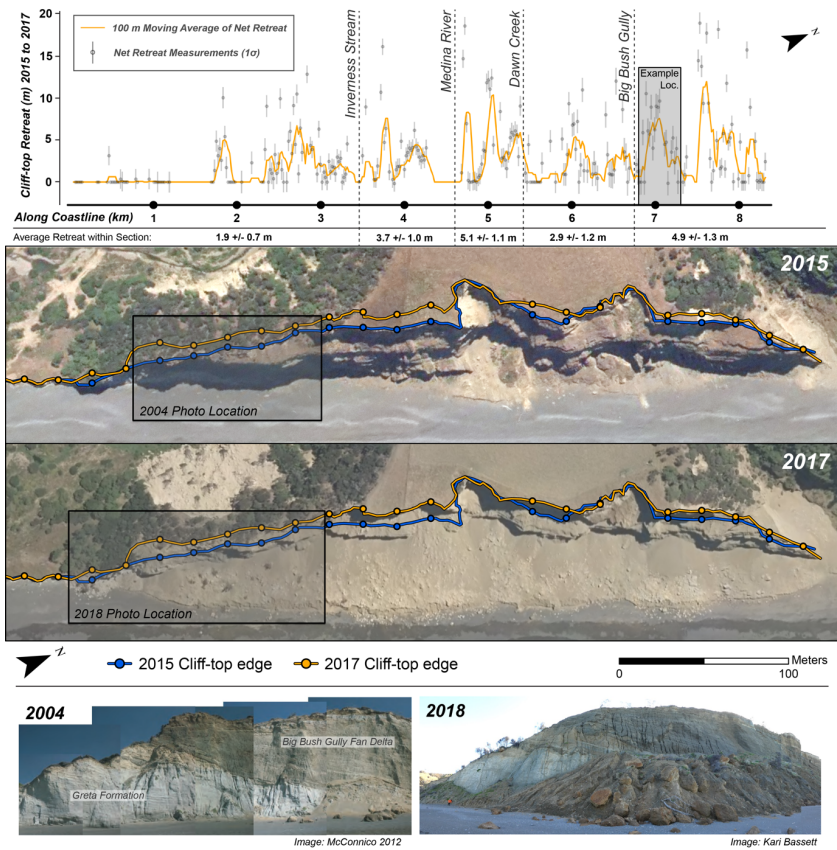 20
15
10
5
0
Cliff-top Retreat (m) 2015 to 2017
100 m Moving Average of Net Retreat
Net Retreat Measurements (1σ)
Inverness Stream
Medina River
Dawn Creek
Big Bush Gully
Example
Loc.
N
Along Coastline (km) 1 2 3 4 5 6 7 8
Average Retreat within Section: 1.9 +/- 0.7 m 3.7 +/- 1.0 m 5.1 +/- 1.1 m 2.9 +/- 1.2 m 4.9 +/- 1.3 m
2015
2004 Photo Location
2017
2018 Photo Location
N
2015 Cliff-top edge 2017 Cliff-top edge
Meters
0 100
2004
Big Bush Gully Fan Delta
Greta Formation
Image: McConnico 2012
2018
Image: Kari Bassett